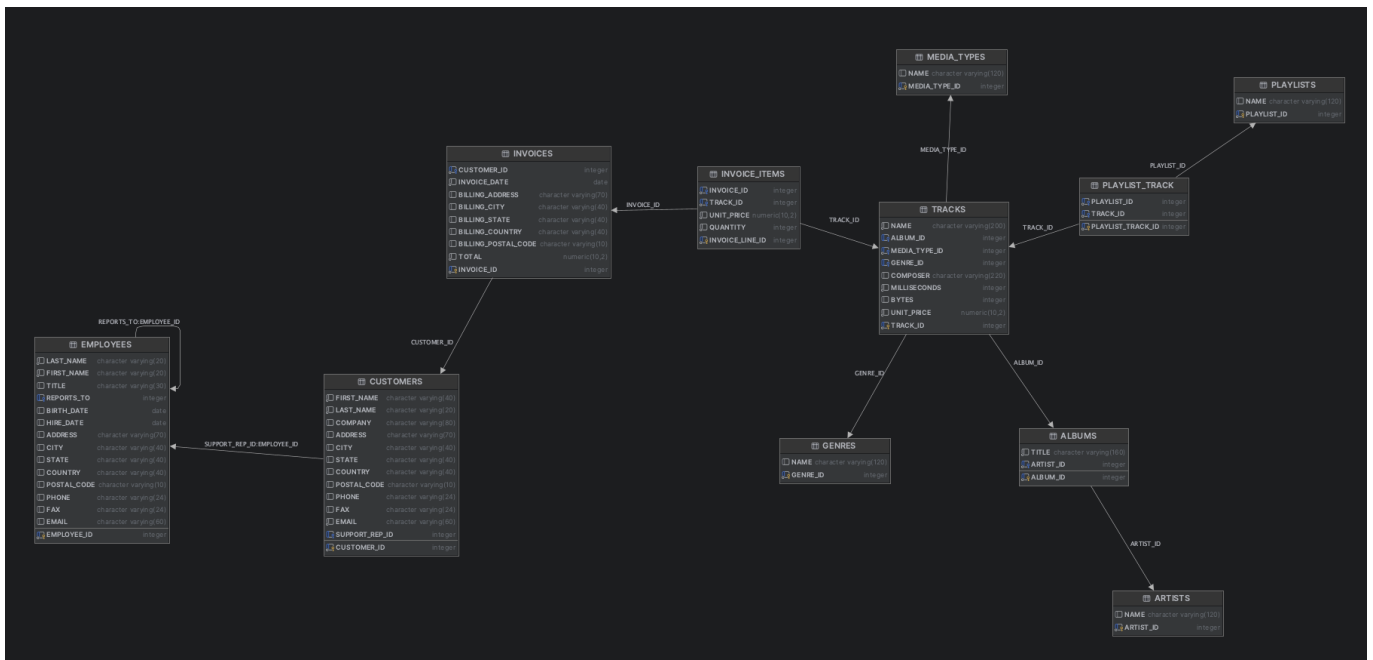 MEDIA_TYPES
NAME character varying(120)
MEDIA_TYPE_ID integer
PLAYLISTS
NAME character varying(120)
PLAYLIST_ID integer
MEDIA_TYPE_ID
PLAYLIST_ID
INVOICES
CUSTOMER_ID integer
INVOICE_DATE date
BILLING_ADDRESS character varying(70)
BILLING_CITY character varying(40)
BILLING_STATE character varying(40)
BILLING_COUNTRY character varying(40)
BILLING_POSTAL_CODE character varying(10)
TOTAL numeric(10,2)
INVOICE_ID integer
INVOICE_ID
INVOICE_ITEMS
INVOICE_ID integer
TRACK_ID integer
UNIT_PRICE numeric(10,2)
QUANTITY integer
INVOICE_LINE_ID integer
TRACK_ID
TRACKS
NAME character varying(200)
ALBUM_ID integer
MEDIA_TYPE_ID integer
GENRE_ID integer
COMPOSER character varying(220)
MILLISECONDS integer
BYTES integer
UNIT_PRICE numeric(10,2)
TRACK_ID integer
TRACK_ID
PLAYLIST_TRACK
PLAYLIST_ID integer
TRACK_ID integer
PLAYLIST_TRACK_ID integer
REPORTS_TO:EMPLOYEE_ID
EMPLOYEES
LAST_NAME character varying(20)
FIRST_NAME character varying(20)
TITLE character varying(30)
REPORTS_TO integer
BIRTH_DATE date
HIRE_DATE date
ADDRESS character varying(70)
CITY character varying(40)
STATE character varying(40)
COUNTRY character varying(40)
POSTAL_CODE character varying(10)
PHONE character varying(24)
FAX character varying(24)
EMAIL character varying(60)
EMPLOYEE_ID integer
SUPPORT_REP_ID:EMPLOYEE_ID
CUSTOMER_ID
CUSTOMERS
FIRST_NAME character varying(40)
LAST_NAME character varying(20)
COMPANY character varying(80)
ADDRESS character varying(70)
CITY character varying(40)
STATE character varying(40)
COUNTRY character varying(40)
POSTAL_CODE character varying(10)
PHONE character varying(24)
FAX character varying(24)
EMAIL character varying(60)
SUPPORT_REP_ID integer
CUSTOMER_ID integer
GENRE_ID
ALBUM_ID
GENRES
NAME character varying(120)
GENRE_ID integer
ALBUMS
TITLE character varying(160)
ARTIST_ID integer
ALBUM_ID integer
ARTIST_ID
ARTISTS
NAME character varying(120)
ARTIST_ID integer